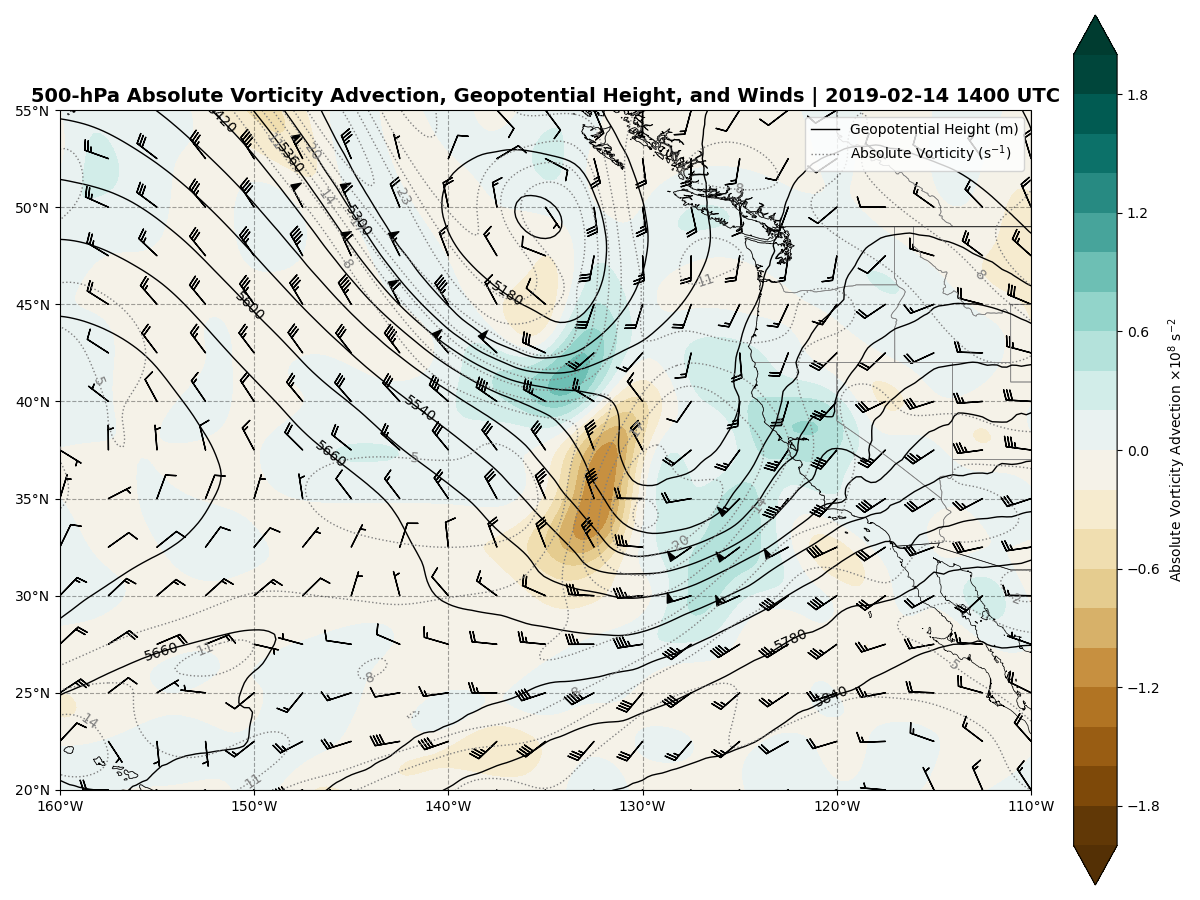 500-hPa Absolute Vorticity Advection, Geopotential Height, and Winds | 2019-02-14 1400 UTC
Geopotential Height (m)
Absolute Vorticity (s⁻¹)
55°N
50°N
45°N
40°N
35°N
30°N
25°N
20°N
160°W
150°W
140°W
130°W
120°W
110°W
5360
5300
5180
5600
5540
5660
5660
5780
5840
14
23
8
11
8
5
5
20
11
8
8
14
11
5
1.8
1.2
0.6
0.0
−0.6
−1.2
−1.8
Absolute Vorticity Advection ×10⁸ s⁻²